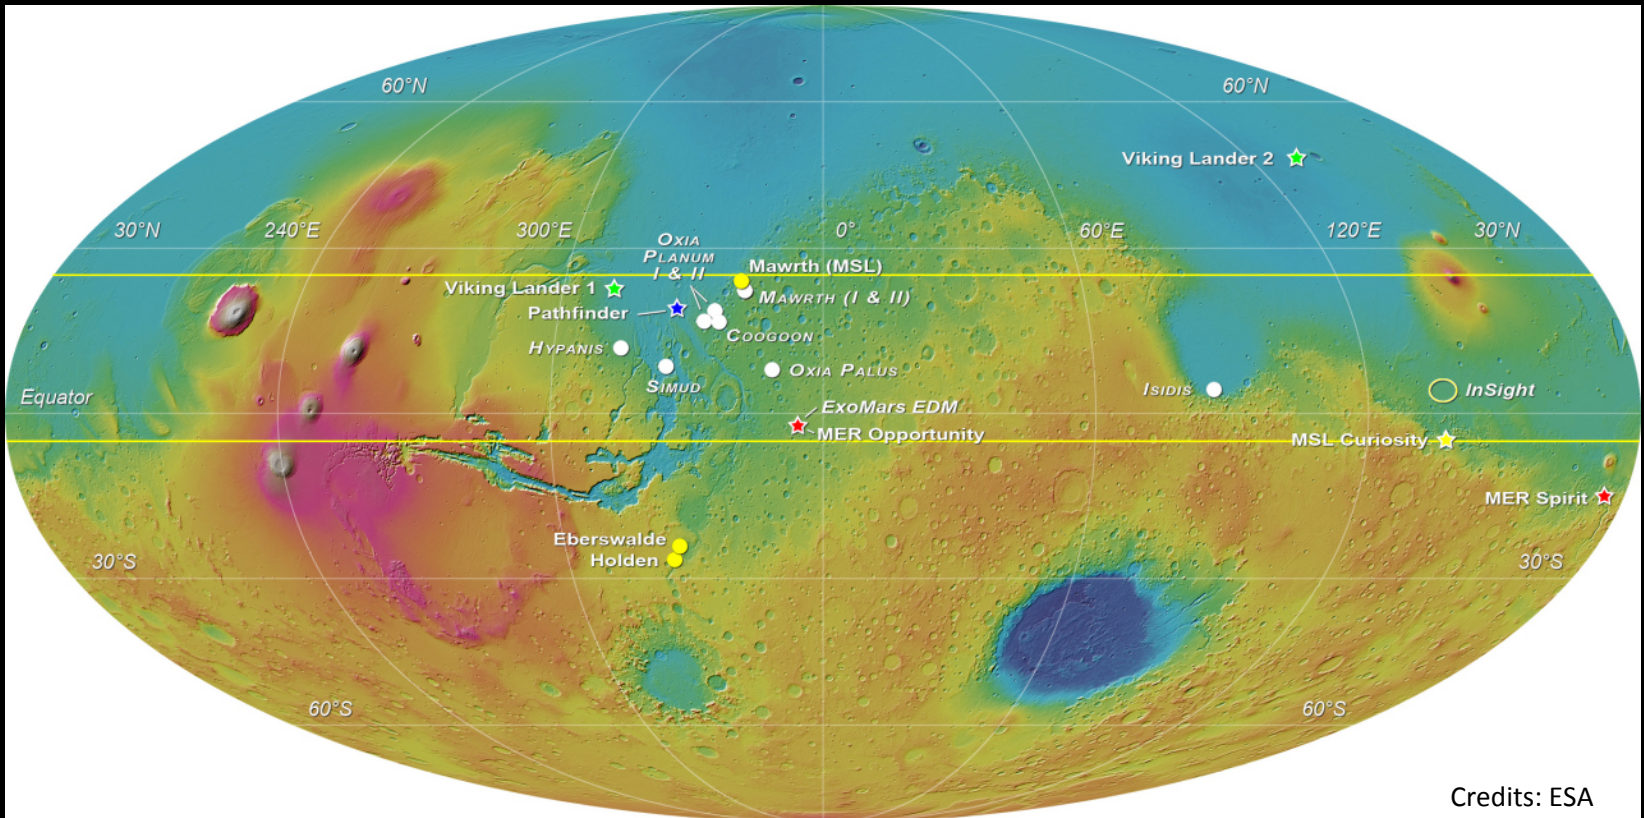 60°N
60°N
Viking Lander 2
30°N
240°E
300°E
Oxia
Planum
I & II
0°
60°E
120°E
30°N
Mawrth (MSL)
Viking Lander 1
Mawrth (I & II)
Pathfinder
Coogoon
Hypanis
Oxia Palus
Simud
Isidis
InSight
Equator
ExoMars EDM
MER Opportunity
MSL Curiosity
MER Spirit
Eberswalde
Holden
30°S
30°S
60°S
60°S
Credits: ESA